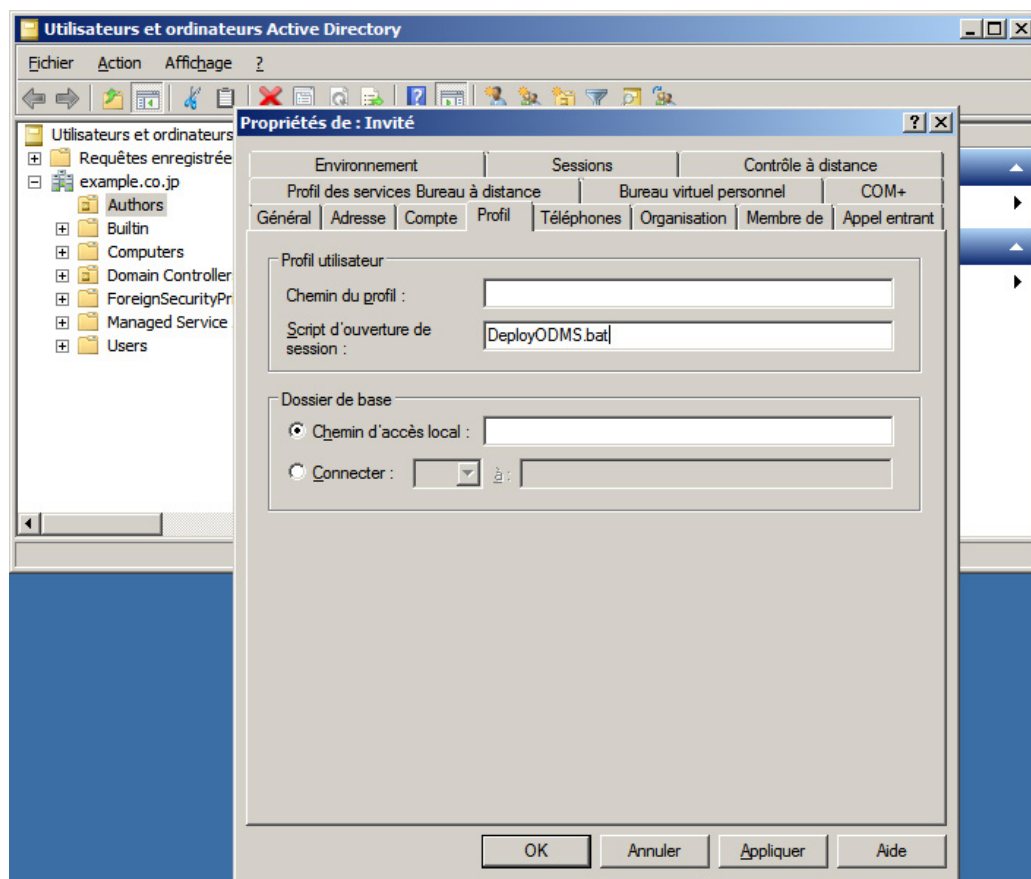 Utilisateurs et ordinateurs Active Directory
Fichier Action Affichage ?
Utilisateurs et ordinateurs
Requêtes enregistrée
example.co.jp
Authors
Builtin
Computers
Domain Controller
ForeignSecurityPr
Managed Service
Users
Propriétés de : Invité
Environnement Sessions Contrôle à distance
Profil des services Bureau à distance Bureau virtuel personnel COM+
Général Adresse Compte Profil Téléphones Organisation Membre de Appel entrant
Profil utilisateur
Chemin du profil :
Script d'ouverture de
session :
DeployODMS.bat
Dossier de base
Chemin d'accès local :
Connecter : à :
OK Annuler Appliquer Aide